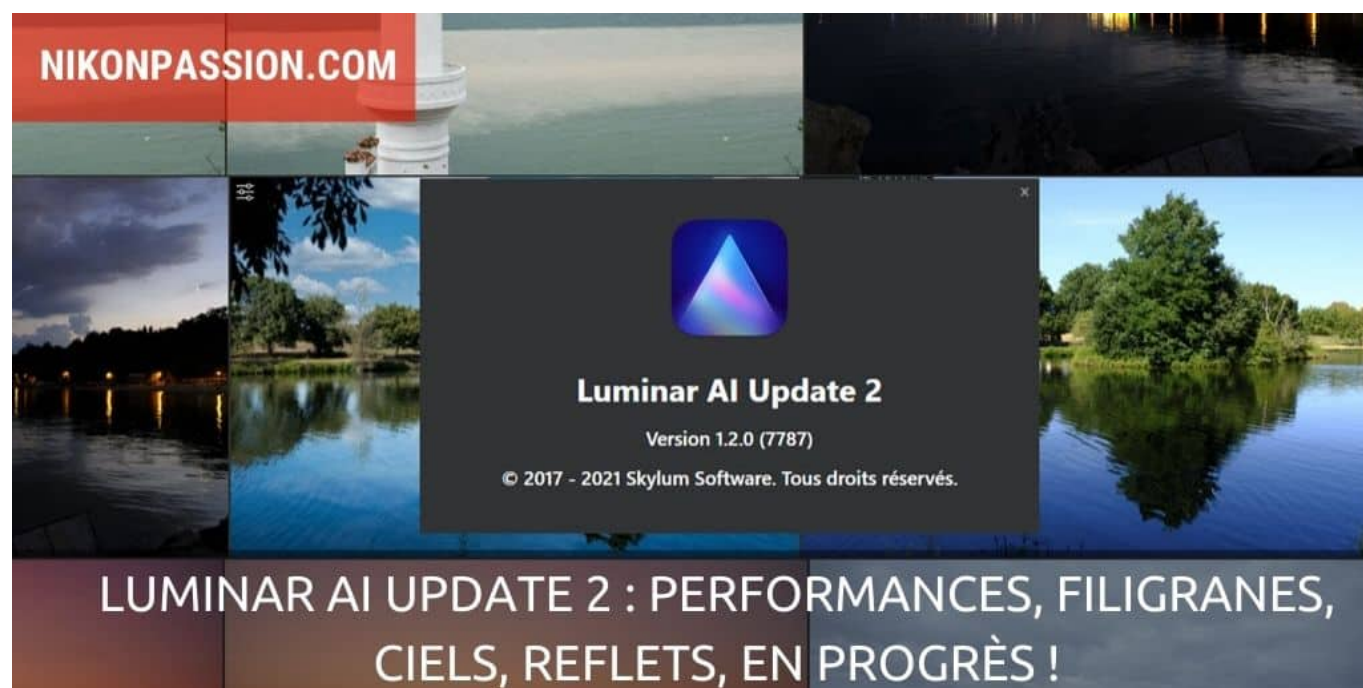 NIKONPASSION.COM
x
Luminar AI Update 2
Version 1.2.0 (7787)
© 2017 - 2021 Skylum Software. Tous droits réservés.
LUMINAR AI UPDATE 2 : PERFORMANCES, FILIGRANES,
CIELS, REFLETS, EN PROGRÈS !